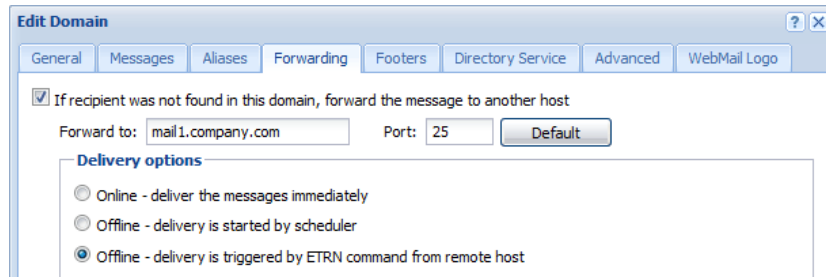 Edit Domain ? X
General Messages Aliases Forwarding Footers Directory Service Advanced WebMail Logo
If recipient was not found in this domain, forward the message to another host
Forward to: mail1.company.com Port: 25 Default
Delivery options
Online - deliver the messages immediately
Offline - delivery is started by scheduler
Offline - delivery is triggered by ETRN command from remote host